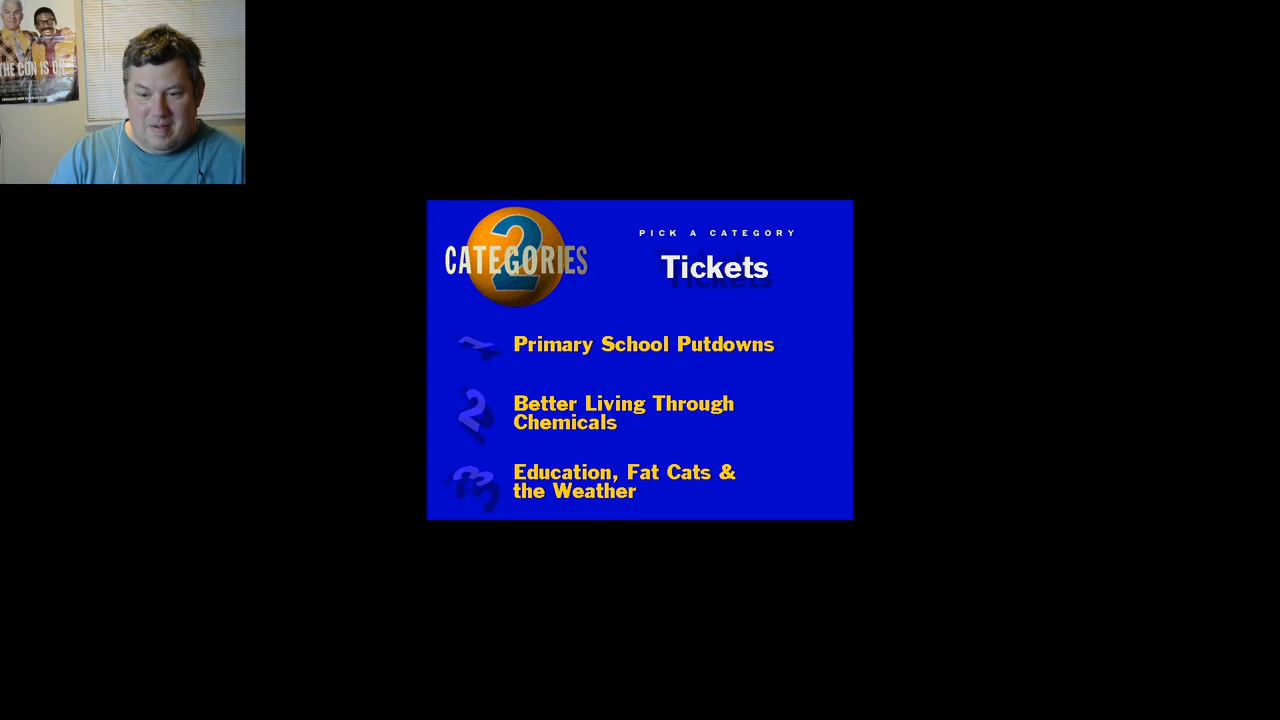 THE CON IS ON
2
CATEGORIES
PICK A CATEGORY
Tickets
1 Primary School Putdowns
2 Better Living Through
Chemicals
3 Education, Fat Cats &
the Weather